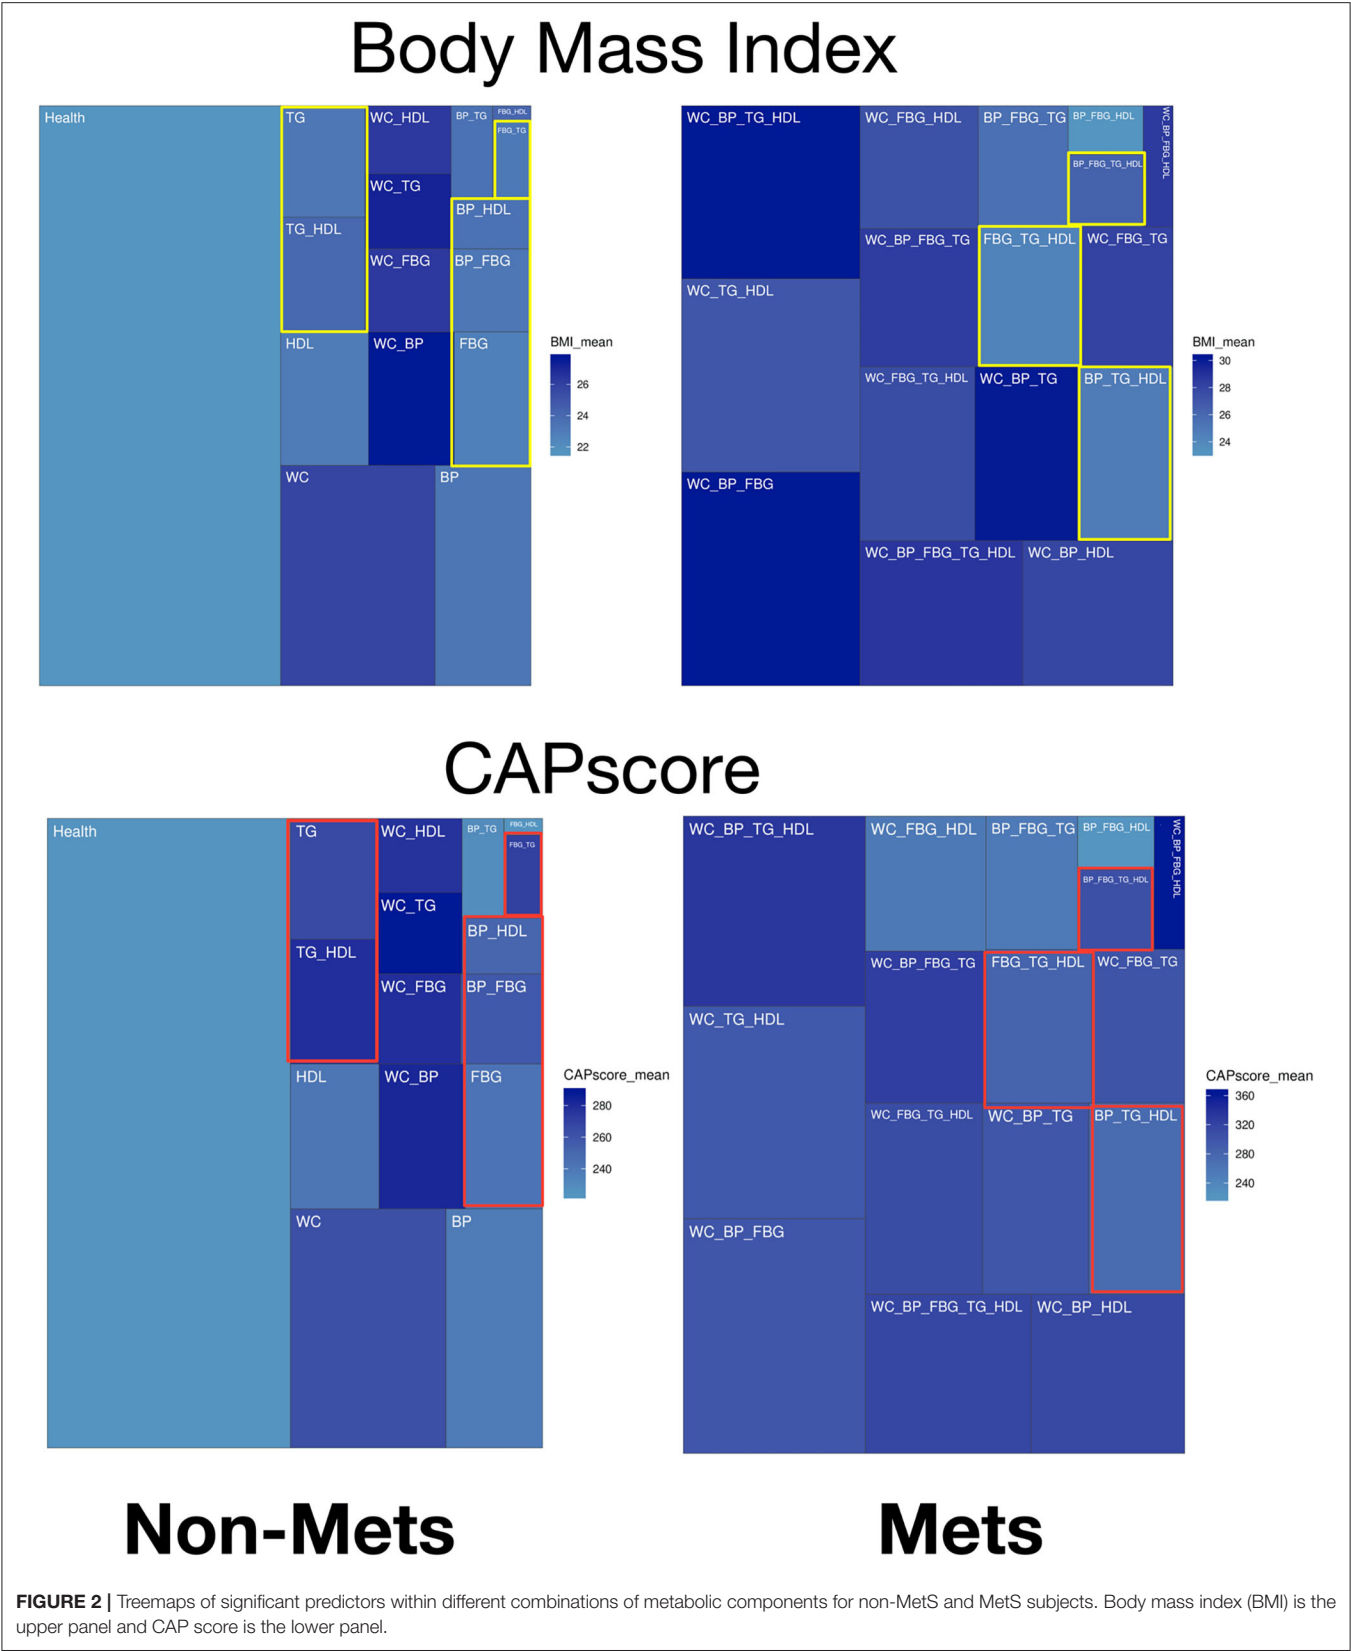 Body Mass Index
Health
TG
WC_HDL
BP_TG
FBG_HDL
FBG_TG
WC_TG
BP_HDL
TG_HDL
WC_FBG
BP_FBG
HDL
WC_BP
FBG
WC
BP
BMI_mean
26
24
22
WC_BP_TG_HDL
WC_FBG_HDL
BP_FBG_TG
BP_FBG_HDL
WC_BP_FBG_HDL
BP_FBG_TG_HDL
WC_BP_FBG_TG
FBG_TG_HDL
WC_FBG_TG
WC_TG_HDL
WC_FBG_TG_HDL
WC_BP_TG
BP_TG_HDL
WC_BP_FBG
WC_BP_FBG_TG_HDL
WC_BP_HDL
BMI_mean
30
28
26
24
CAPscore
Health
TG
WC_HDL
BP_TG
FBG_HDL
FBG_TG
WC_TG
BP_HDL
TG_HDL
WC_FBG
BP_FBG
HDL
WC_BP
FBG
WC
BP
CAPscore_mean
280
260
240
WC_BP_TG_HDL
WC_FBG_HDL
BP_FBG_TG
BP_FBG_HDL
WC_BP_FBG_HDL
BP_FBG_TG_HDL
WC_BP_FBG_TG
FBG_TG_HDL
WC_FBG_TG
WC_TG_HDL
WC_FBG_TG_HDL
WC_BP_TG
BP_TG_HDL
WC_BP_FBG
WC_BP_FBG_TG_HDL
WC_BP_HDL
CAPscore_mean
360
320
280
240
Non-Mets
Mets
FIGURE 2 | Treemaps of significant predictors within different combinations of metabolic components for non-MetS and MetS subjects. Body mass index (BMI) is the
upper panel and CAP score is the lower panel.